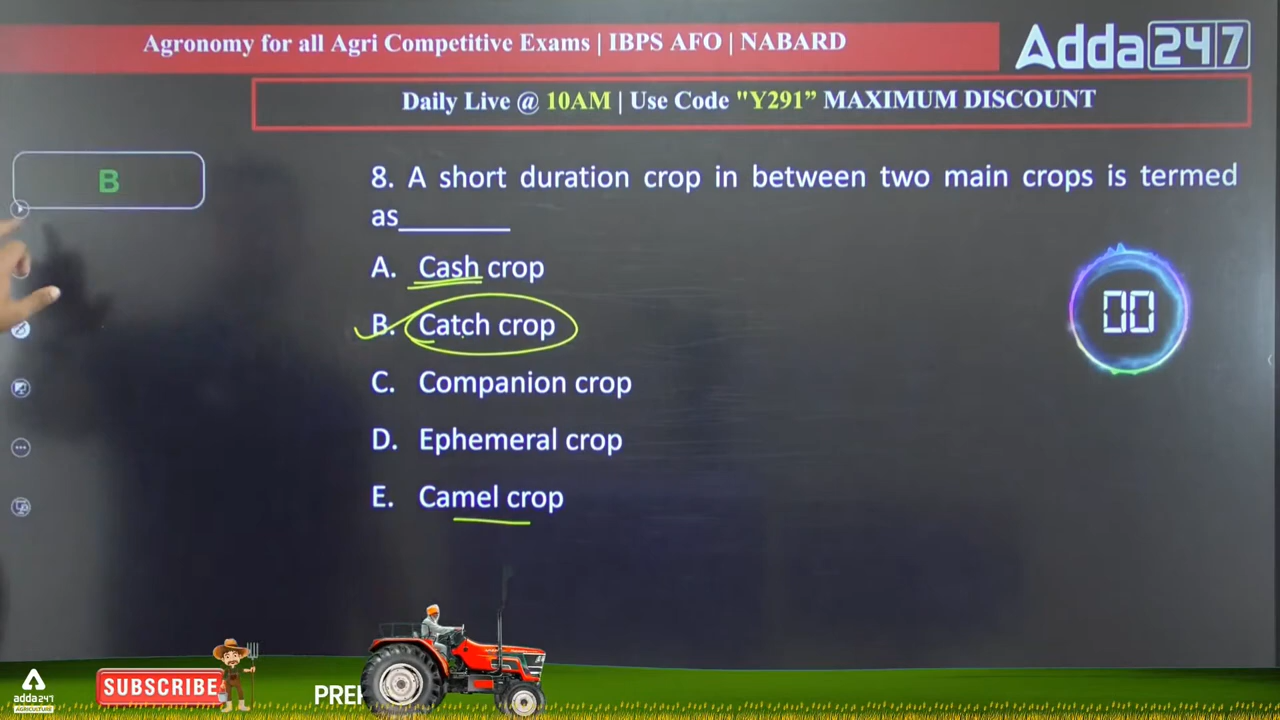 Agronomy for all Agri Competitive Exams | IBPS AFO | NABARD
Adda247
Daily Live @ 10AM | Use Code "Y291” MAXIMUM DISCOUNT
B
8. A short duration crop in between two main crops is termed
as_______
00
A. Cash crop
B. Catch crop
C. Companion crop
D. Ephemeral crop
E. Camel crop
adda247
AGRICULTURE
SUBSCRIBE